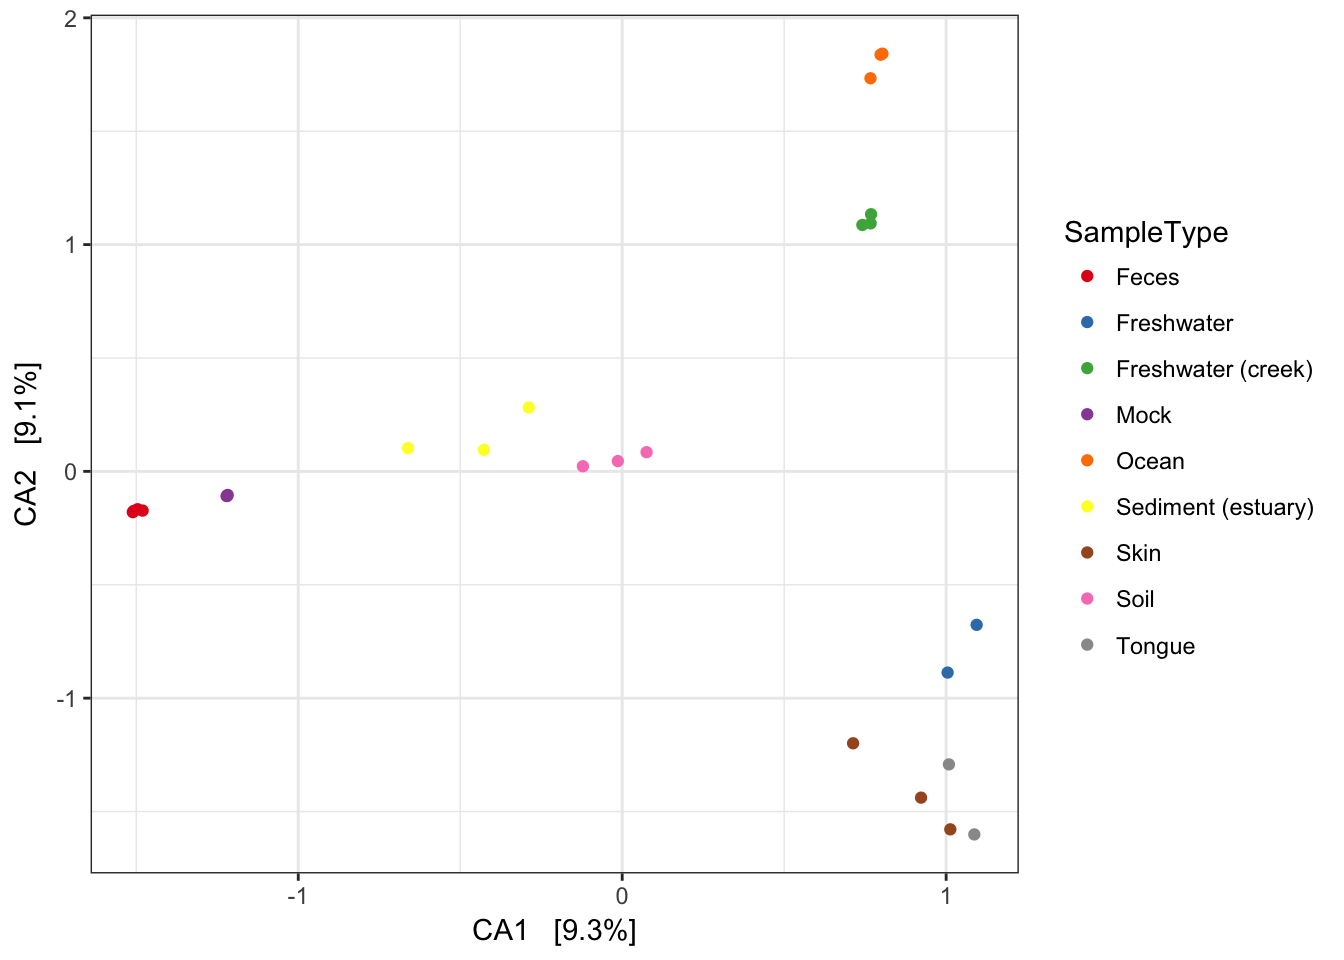 2
1
0
-1
CA2 [9.1%]
-1
0
1
CA1 [9.3%]
SampleType
Feces
Freshwater
Freshwater (creek)
Mock
Ocean
Sediment (estuary)
Skin
Soil
Tongue